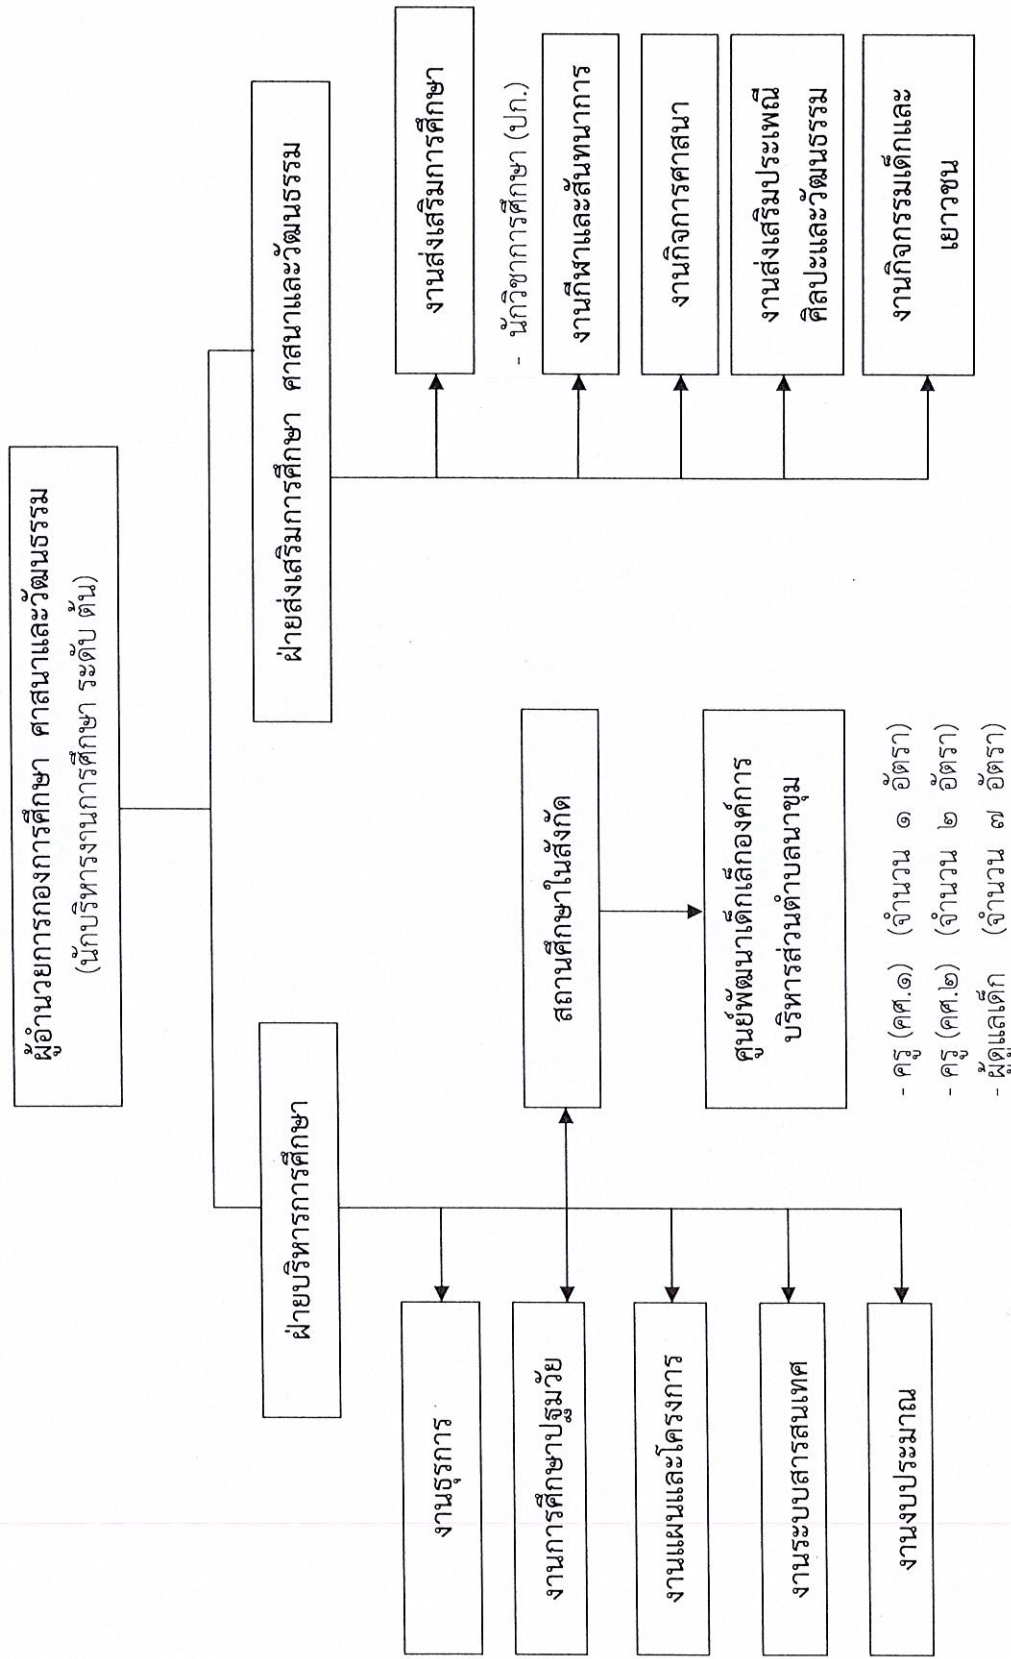 ผู้อำนวยการกองการศึกษา ศาสนาและวัฒนธรรม
(นักบริหารงานการศึกษา ระดับ ต้น)
ฝ่ายบริหารการศึกษา
ฝ่ายส่งเสริมการศึกษา ศาสนาและวัฒนธรรม
งานธุรการ
งานการศึกษาปฐมวัย
งานแผนและโครงการ
งานระบบสารสนเทศ
งานงบประมาณ
สถานศึกษาในสังกัด
ศูนย์พัฒนาเด็กเล็กองค์การ
บริหารส่วนตำบลนาขุม
- ครู (คศ.๑) (จำนวน ๑ อัตรา)
- ครู (คศ.๒) (จำนวน ๒ อัตรา)
- ผู้ดูแลเด็ก (จำนวน ๗ อัตรา)
งานส่งเสริมการศึกษา
- นักวิชาการศึกษา (ปก.)
งานกีฬาและสันทนาการ
งานกิจการศาสนา
งานส่งเสริมประเพณี
ศิลปะและวัฒนธรรม
งานกิจกรรมเด็กและ
เยาวชน